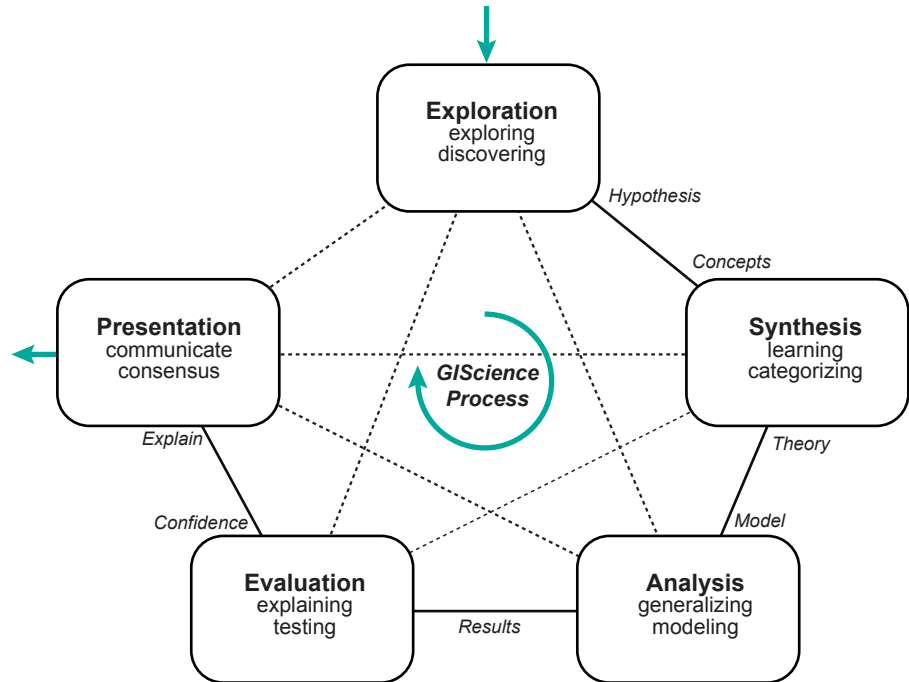 Exploration
exploring
discovering
Hypothesis
Concepts
Presentation
communicate
consensus
Synthesis
learning
categorizing
GIScience
Process
Explain
Theory
Confidence
Model
Evaluation
explaining
testing
Results
Analysis
generalizing
modeling